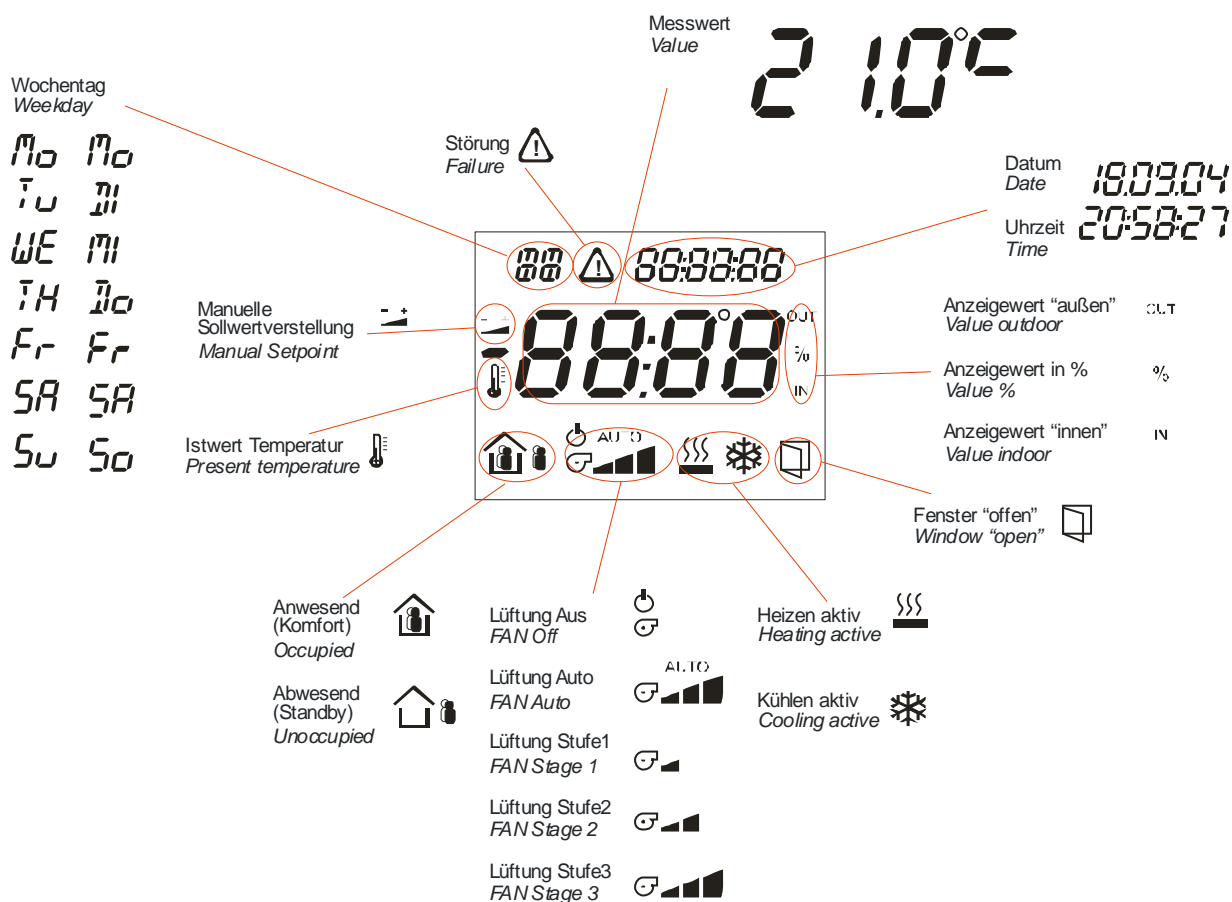 Messwert
Value
21.0°C
Wochentag
Weekday
Mo Mo
Tu DI
WE MI
TH Do
Fr Fr
SA SA
Su So
Störung
Failure
Datum
Date
18.09.04
Uhrzeit
Time
20:58:27
88:88:88
Manuelle
Sollwertverstellung
Manual Setpoint
- +
- +
88:88°
OUT
%
IN
Anzeigewert “außen”
Value outdoor
OUT
Anzeigewert in %
Value %
%
Anzeigewert “innen”
Value indoor
IN
Istwert Temperatur
Present temperature
AUTO
Fenster “offen”
Window “open”
Anwesend
(Komfort)
Occupied
Abwesend
(Standby)
Unoccupied
Lüftung Aus
FAN Off
Lüftung Auto
FAN Auto
AUTO
Lüftung Stufe1
FAN Stage 1
Lüftung Stufe2
FAN Stage 2
Lüftung Stufe3
FAN Stage 3
Heizen aktiv
Heating active
Kühlen aktiv
Cooling active